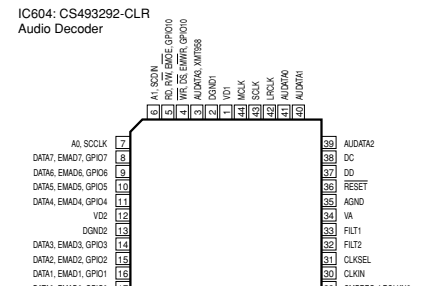 IC604: CS493292-CLR
Audio Decoder
A1, SCDIN
RD, R/W, EMOE, GPIO10
WR, DS, EMWR, GPIO10
AUDATA3, XMT958
DGND1
VD1
MCLK
SCLK
LRCLK
AUDATA0
AUDATA1
6 5 4 3 2 1 44 43 42 41 40
A0, SCCLK 7
DATA7, EMAD7, GPIO7 8
DATA6, EMAD6, GPIO6 9
DATA5, EMAD5, GPIO5 10
DATA4, EMAD4, GPIO4 11
VD2 12
DGND2 13
DATA3, EMAD3, GPIO3 14
DATA2, EMAD2, GPIO2 15
DATA1, EMAD1, GPIO1 16
39 AUDATA2
38 DC
37 DD
36 RESET
35 AGND
34 VA
33 FILT1
32 FILT2
31 CLKSEL
30 CLKIN